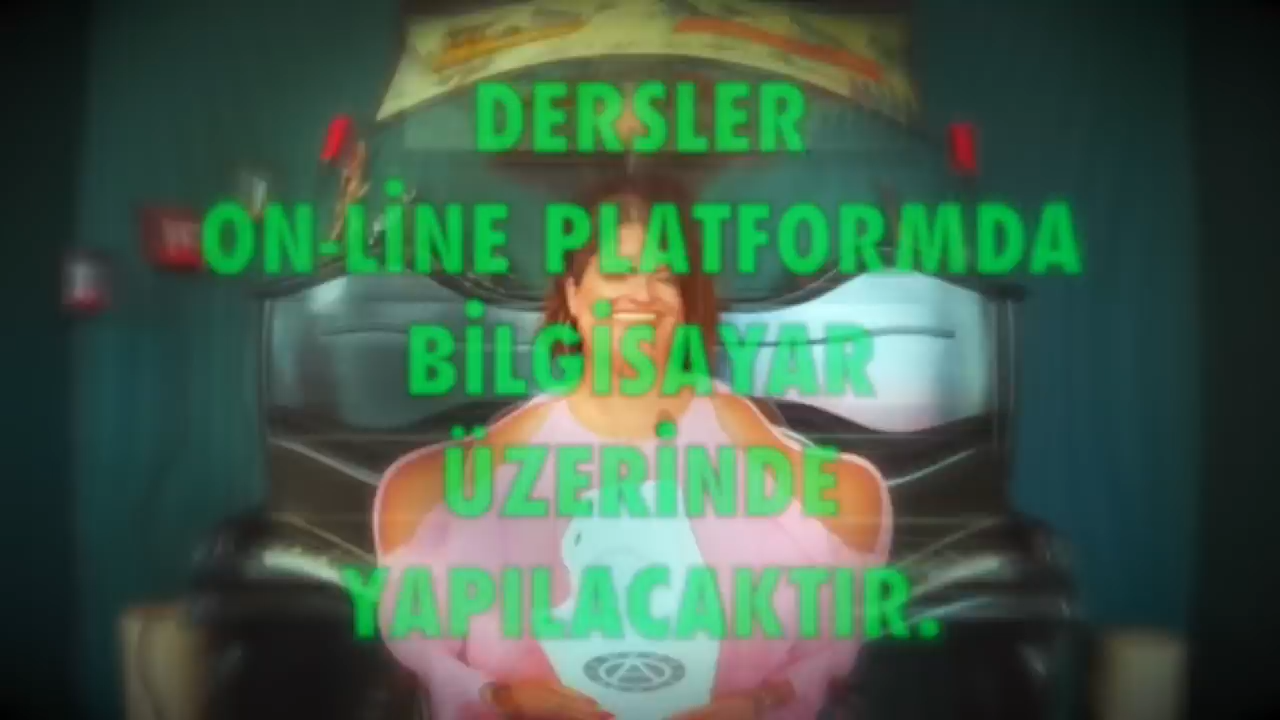 DERSLER
ON-LİNE PLATFORMDA
BİLGİSAYAR
ÜZERİNDE
YAPILACAKTIR.